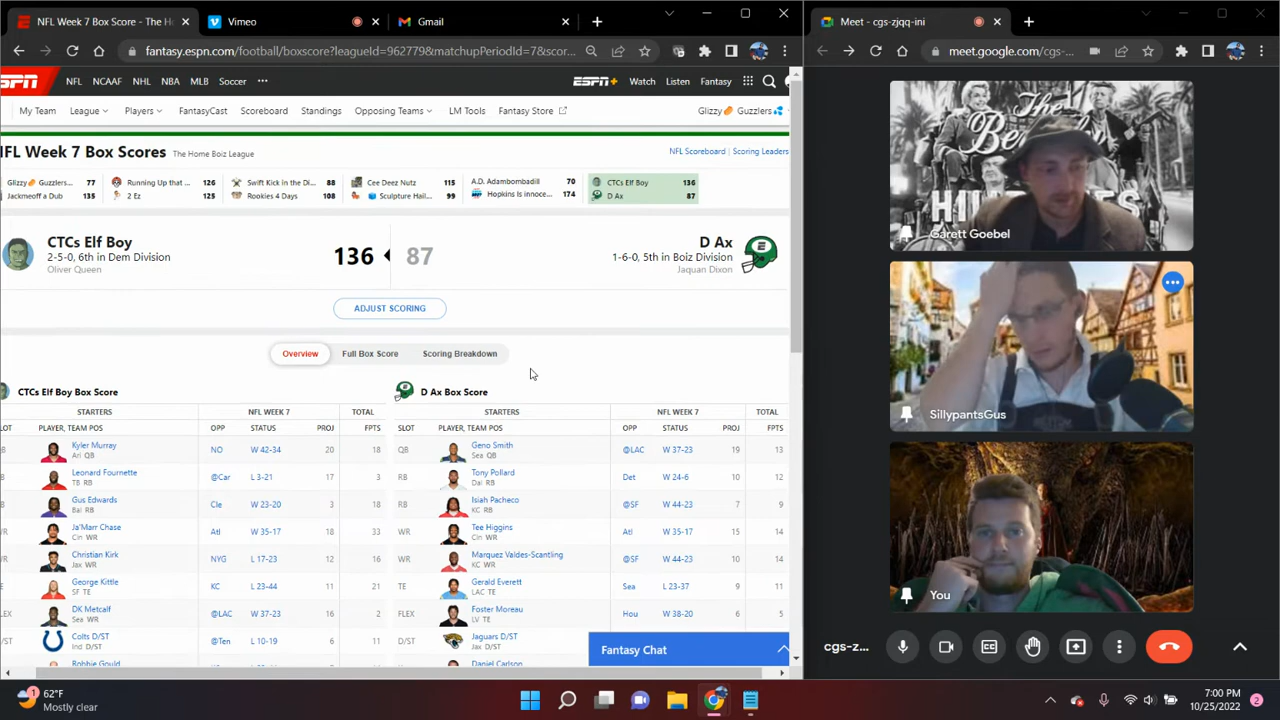 NFL Week 7 Box Score - The H
Vimeo
Gmail
Meet - cgs-zjqq-ini
fantasy.espn.com/football/boxscore?leagueId=962779&matchupPeriodId=7&scor...
meet.google.com/cgs-
NFL NCAAF NHL NBA MLB Soccer ESPN+ Watch Listen Fantasy
My Team League Players FantasyCast Scoreboard Standings Opposing Teams LM Tools Fantasy Store Glizzy Guzzlers
NFL Week 7 Box Scores The Home Boiz League NFL Scoreboard | Scoring Leaders
Glizzy Guzzlers... 77 Running Up that ... 126 Swift Kick in the Di... 88 Cee Deez Nutz 115 A.D. Adambombadill 70 CTCs Elf Boy 136
Jackmeoff a Dub 135 2 Ez 125 Rookies 4 Days 108 Sculpture Hail... 99 Hopkins Is innoce... 174 D Ax 87
CTCs Elf Boy 136 87 D Ax
2-5-0, 6th in Dem Division 1-6-0, 5th in Boiz Division
Oliver Queen Jaquan Dixon
ADJUST SCORING
Overview Full Box Score Scoring Breakdown
CTCs Elf Boy Box Score D Ax Box Score
STARTERS NFL WEEK 7 TOTAL STARTERS NFL WEEK 7 TOTAL
PLAYER, TEAM POS OPP STATUS PROJ FPTS SLOT PLAYER, TEAM POS OPP STATUS PROJ FPTS
Kyler Murray Ari QB NO W 42-34 20 18 QB Geno Smith Sea QB @LAC W 37-23 19 13
Leonard Fournette TB RB @Car L 3-21 17 3 RB Tony Pollard Dal RB Det W 24-6 10 12
Gus Edwards Bal RB Cle W 23-20 3 18 RB Isiah Pacheco KC RB @SF W 44-23 7 9
Ja'Marr Chase Cin WR Atl W 35-17 18 33 WR Tee Higgins Cin WR Atl W 35-17 15 14
Christian Kirk Jax WR NYG L 17-23 12 16 WR Marquez Valdes-Scantling KC WR @SF W 44-23 10 14
George Kittle SF TE KC L 23-44 11 21 TE Gerald Everett LAC TE Sea L 23-37 9 11
DK Metcalf Sea WR @LAC W 37-23 16 2 FLEX Foster Moreau LV TE Hou W 38-20 6 5
Colts D/ST Ind D/ST @Ten L 10-19 6 11 D/ST Jaguars D/ST Jax D/ST
Robbie Gould Daniel Carlson
Fantasy Chat
The
Be
HIL
Garett Goebel
SillypantsGus
You
cgs-z...
1
62°F
Mostly clear
7:00 PM
10/25/2022
2